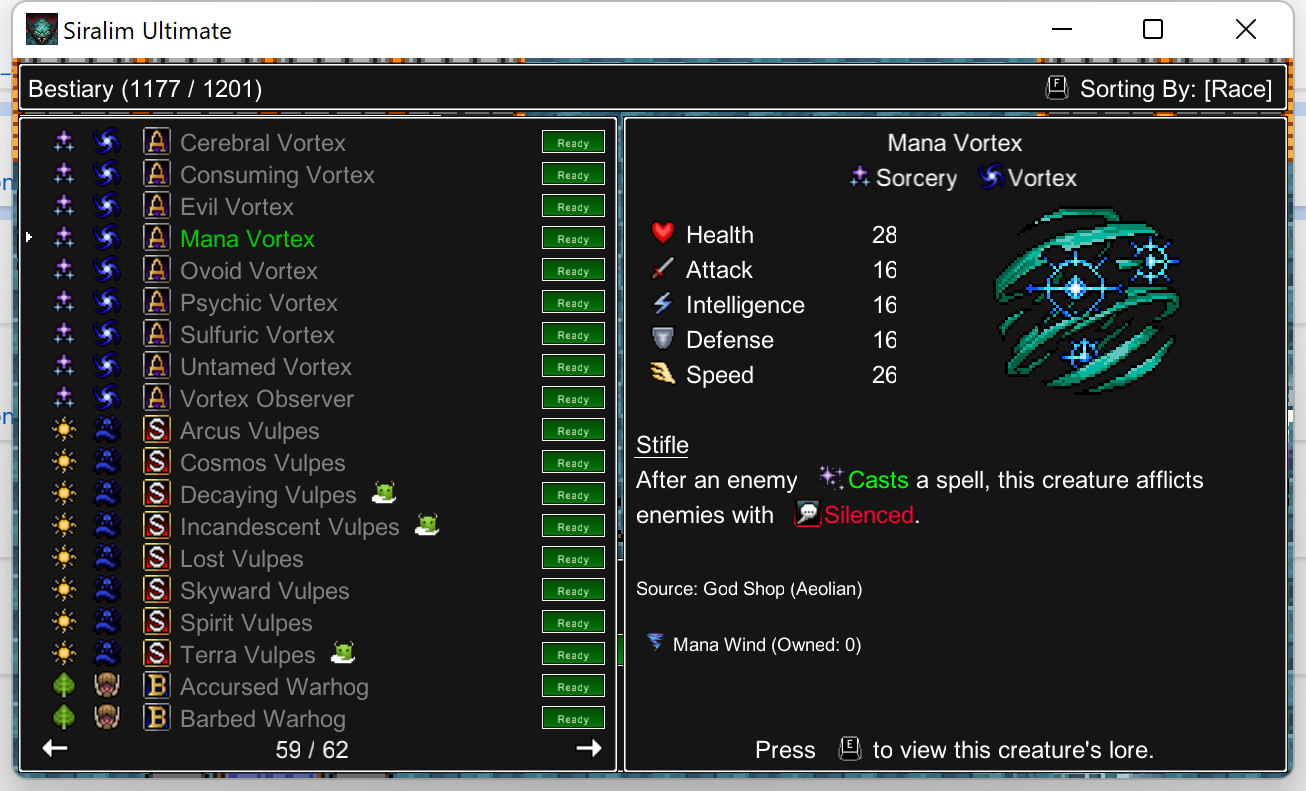 Siralim Ultimate
Bestiary (1177 / 1201)
F Sorting By: [Race]
A Cerebral Vortex Ready
A Consuming Vortex Ready
A Evil Vortex Ready
A Mana Vortex Ready
A Ovoid Vortex Ready
A Psychic Vortex Ready
A Sulfuric Vortex Ready
A Untamed Vortex Ready
A Vortex Observer Ready
S Arcus Vulpes Ready
S Cosmos Vulpes Ready
S Decaying Vulpes Ready
S Incandescent Vulpes Ready
S Lost Vulpes Ready
S Skyward Vulpes Ready
S Spirit Vulpes Ready
S Terra Vulpes Ready
B Accursed Warhog Ready
B Barbed Warhog Ready
59 / 62
Mana Vortex
Sorcery Vortex
Health 28
Attack 16
Intelligence 16
Defense 16
Speed 26
Stifle
After an enemy Casts a spell, this creature afflicts
enemies with Silenced.
Source: God Shop (Aeolian)
Mana Wind (Owned: 0)
Press E to view this creature's lore.